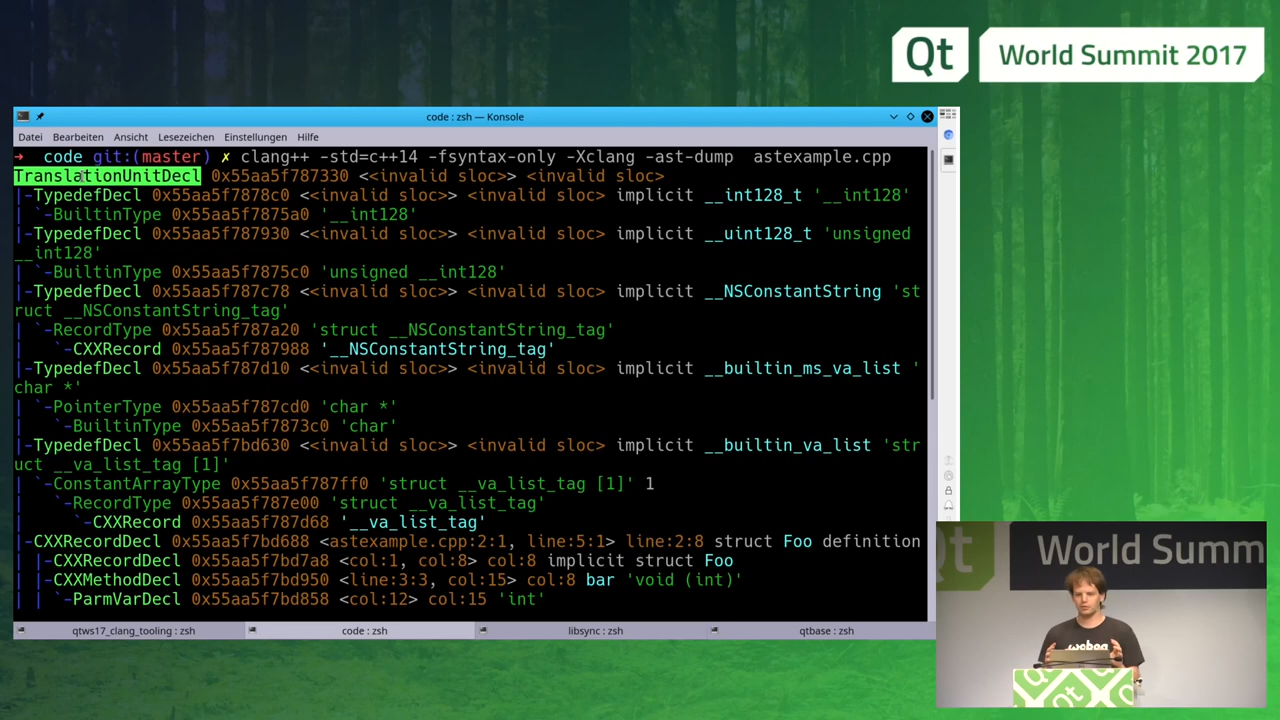 Qt World Summit 2017
code : zsh — Konsole
Datei Bearbeiten Ansicht Lesezeichen Einstellungen Hilfe
➜ code git:(master) ✗ clang++ -std=c++14 -fsyntax-only -Xclang -ast-dump astexample.cpp
TranslationUnitDecl 0x55aa5f787330 <<invalid sloc>> <invalid sloc>
|-TypedefDecl 0x55aa5f7878c0 <<invalid sloc>> <invalid sloc> implicit __int128_t '__int128'
| `-BuiltinType 0x55aa5f7875a0 '__int128'
|-TypedefDecl 0x55aa5f787930 <<invalid sloc>> <invalid sloc> implicit __uint128_t 'unsigned
__int128'
| `-BuiltinType 0x55aa5f7875c0 'unsigned __int128'
|-TypedefDecl 0x55aa5f787c78 <<invalid sloc>> <invalid sloc> implicit __NSConstantString 'st
ruct __NSConstantString_tag'
| `-RecordType 0x55aa5f787a20 'struct __NSConstantString_tag'
|   `-CXXRecord 0x55aa5f787988 '__NSConstantString_tag'
|-TypedefDecl 0x55aa5f787d10 <<invalid sloc>> <invalid sloc> implicit __builtin_ms_va_list '
char *'
| `-PointerType 0x55aa5f787cd0 'char *'
|   `-BuiltinType 0x55aa5f7873c0 'char'
|-TypedefDecl 0x55aa5f7bd630 <<invalid sloc>> <invalid sloc> implicit __builtin_va_list 'str
uct __va_list_tag [1]'
| `-ConstantArrayType 0x55aa5f787ff0 'struct __va_list_tag [1]' 1
|   `-RecordType 0x55aa5f787e00 'struct __va_list_tag'
|     `-CXXRecord 0x55aa5f787d68 '__va_list_tag'
|-CXXRecordDecl 0x55aa5f7bd688 <astexample.cpp:2:1, line:5:1> line:2:8 struct Foo definition
| |-CXXRecordDecl 0x55aa5f7bd7a8 <col:1, col:8> col:8 implicit struct Foo
| |-CXXMethodDecl 0x55aa5f7bd950 <line:3:3, col:15> col:8 bar 'void (int)'
| | `-ParmVarDecl 0x55aa5f7bd858 <col:12> col:15 'int'
qtws17_clang_tooling : zsh code : zsh libsync : zsh qtbase : zsh
Qt World Summ
woboq
Qt